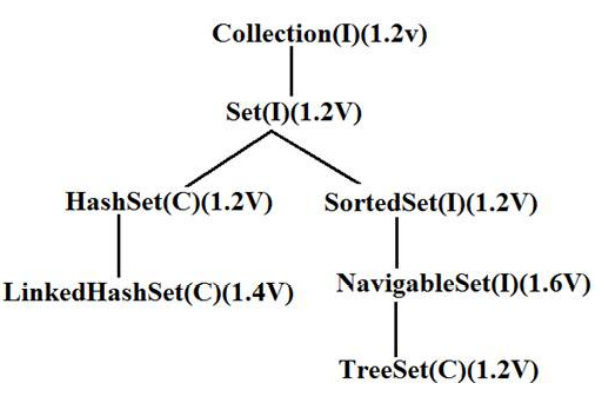 Collection(I)(1.2v)
Set(I)(1.2V)
HashSet(C)(1.2V)
SortedSet(I)(1.2V)
LinkedHashSet(C)(1.4V)
NavigableSet(I)(1.6V)
TreeSet(C)(1.2V)